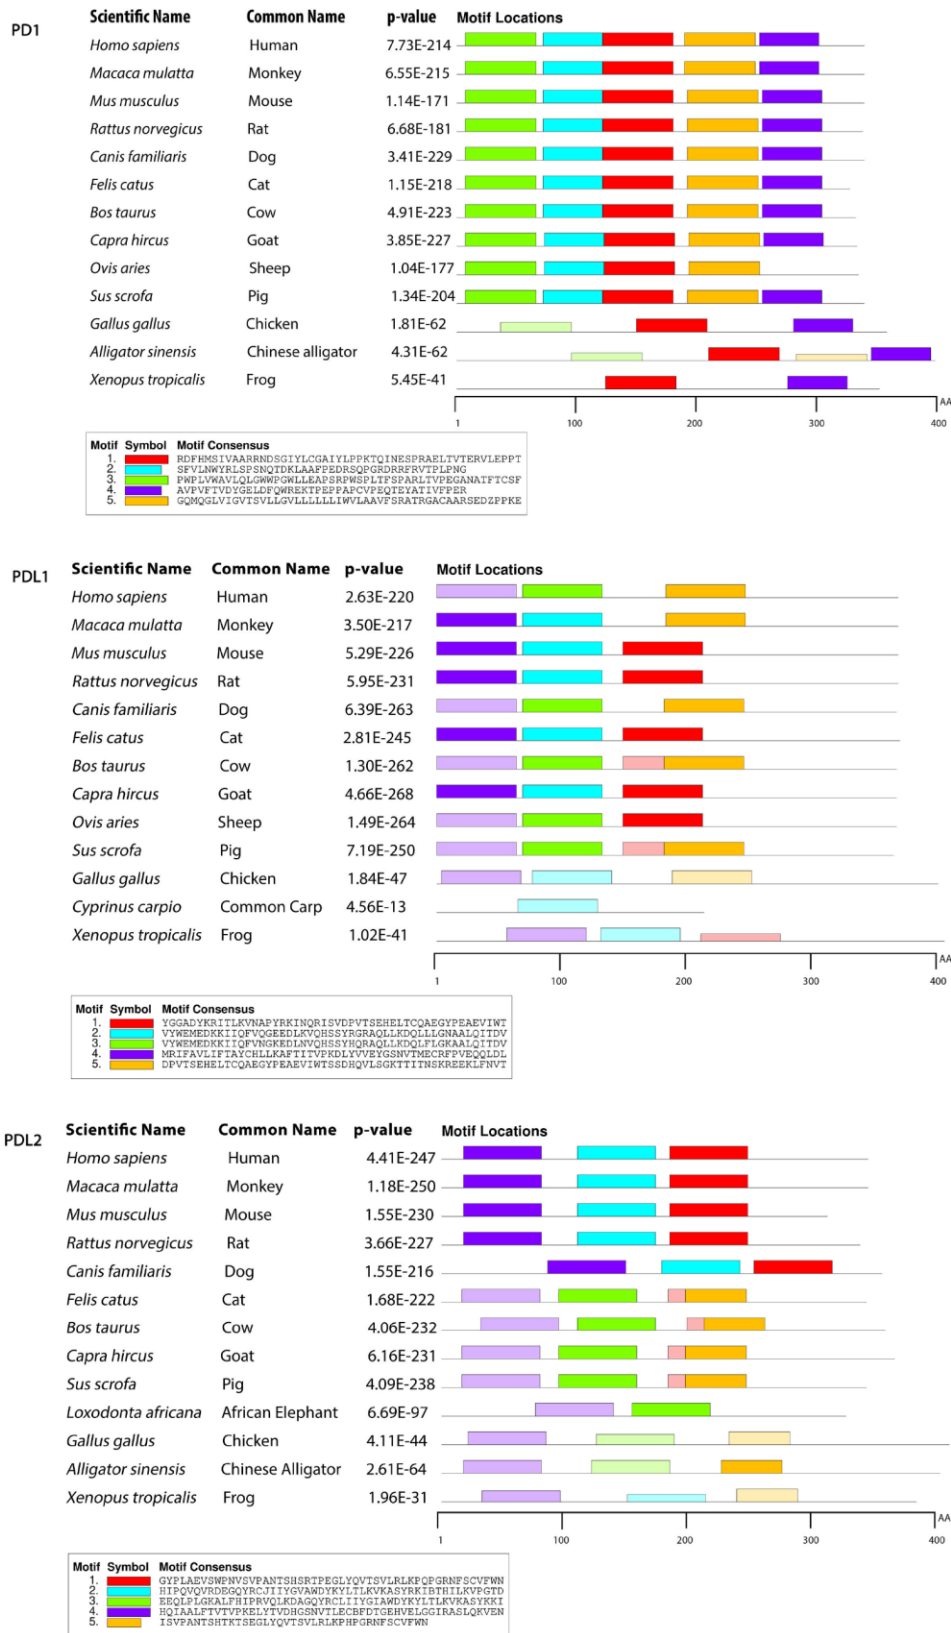 PD1
Scientific Name Common Name p-value Motif Locations
Homo sapiens Human 7.73E-214
Macaca mulatta Monkey 6.55E-215
Mus musculus Mouse 1.14E-171
Rattus norvegicus Rat 6.68E-181
Canis familiaris Dog 3.41E-229
Felis catus Cat 1.15E-218
Bos taurus Cow 4.91E-223
Capra hircus Goat 3.85E-227
Ovis aries Sheep 1.04E-177
Sus scrofa Pig 1.34E-204
Gallus gallus Chicken 1.81E-62
Alligator sinensis Chinese alligator 4.31E-62
Xenopus tropicalis Frog 5.45E-41
1 100 200 300 400 AA
Motif Symbol Motif Consensus
1. RDFHMSIVAARRNDSGIYLCGAIYLPPKTQINESPRAELTVTERVLEPPT
2. SFVLNWYRLSPSNQTDKLAAFPEDRSQPGRDRRFRVTPLPNG
3. PWPLVWAVLQLGWWPGWLLEAPSRPWSPLTFSPARLTVPEGANATFTCSF
4. AVPVFTVDYGELDFQWREKTPEPPAPCVPEQTEYATIVFPER
5. GQMQGLVIGVTSVLLGVLLLLLLIWVLAAVFSRATRGACAARSEDZPPKE
PDL1
Scientific Name Common Name p-value Motif Locations
Homo sapiens Human 2.63E-220
Macaca mulatta Monkey 3.50E-217
Mus musculus Mouse 5.29E-226
Rattus norvegicus Rat 5.95E-231
Canis familiaris Dog 6.39E-263
Felis catus Cat 2.81E-245
Bos taurus Cow 1.30E-262
Capra hircus Goat 4.66E-268
Ovis aries Sheep 1.49E-264
Sus scrofa Pig 7.19E-250
Gallus gallus Chicken 1.84E-47
Cyprinus carpio Common Carp 4.56E-13
Xenopus tropicalis Frog 1.02E-41
1 100 200 300 400 AA
Motif Symbol Motif Consensus
1. YGGADYKRITLKVNAPYRKINQRISVDPVTSEHELTCQAEGYPEAEVIWT
2. VYWEMEDKKIIQFVQGEEDLKVQHSSYRGRAQLLKDQLLLGNAALQITDV
3. VYWEMEDKKIIQFVNGKEDLNVQHSSYHQRAQLLKDQLFLGKAALQITDV
4. MRIFAVLIFTAYCHLLKAFTITVPKDLYVVEYGSNVTMECRFPVEQQLDL
5. DPVTSEHELTCQAEGYPEAEVIWTSSDHQVLSGKTTITNSKREEKLFNVT
PDL2
Scientific Name Common Name p-value Motif Locations
Homo sapiens Human 4.41E-247
Macaca mulatta Monkey 1.18E-250
Mus musculus Mouse 1.55E-230
Rattus norvegicus Rat 3.66E-227
Canis familiaris Dog 1.55E-216
Felis catus Cat 1.68E-222
Bos taurus Cow 4.06E-232
Capra hircus Goat 6.16E-231
Sus scrofa Pig 4.09E-238
Loxodonta africana African Elephant 6.69E-97
Gallus gallus Chicken 4.11E-44
Alligator sinensis Chinese Alligator 2.61E-64
Xenopus tropicalis Frog 1.96E-31
1 100 200 300 400 AA
Motif Symbol Motif Consensus
1. GYPLAEVSWPNVSVPANTSHSRTPEGLYQVTSVLRLKPQPGRNFSCVFWN
2. HIPQVQVRDEGQYRCJIIYGVAWDYKYLTLKVKASYRKIBTHILKVPGTD
3. EEQLPLGKALFHIPRVQLKDAGQYRCLIIYGIAWDYKYLTLKVKASYKKI
4. HQIAALFTVTVPKELYTVDHGSNVTLECBFDTGEHVELGGIRASLQKVEN
5. ISVPANTSHTKTSEGLYQVTSVLRLKPHPGRNFSCVFWN